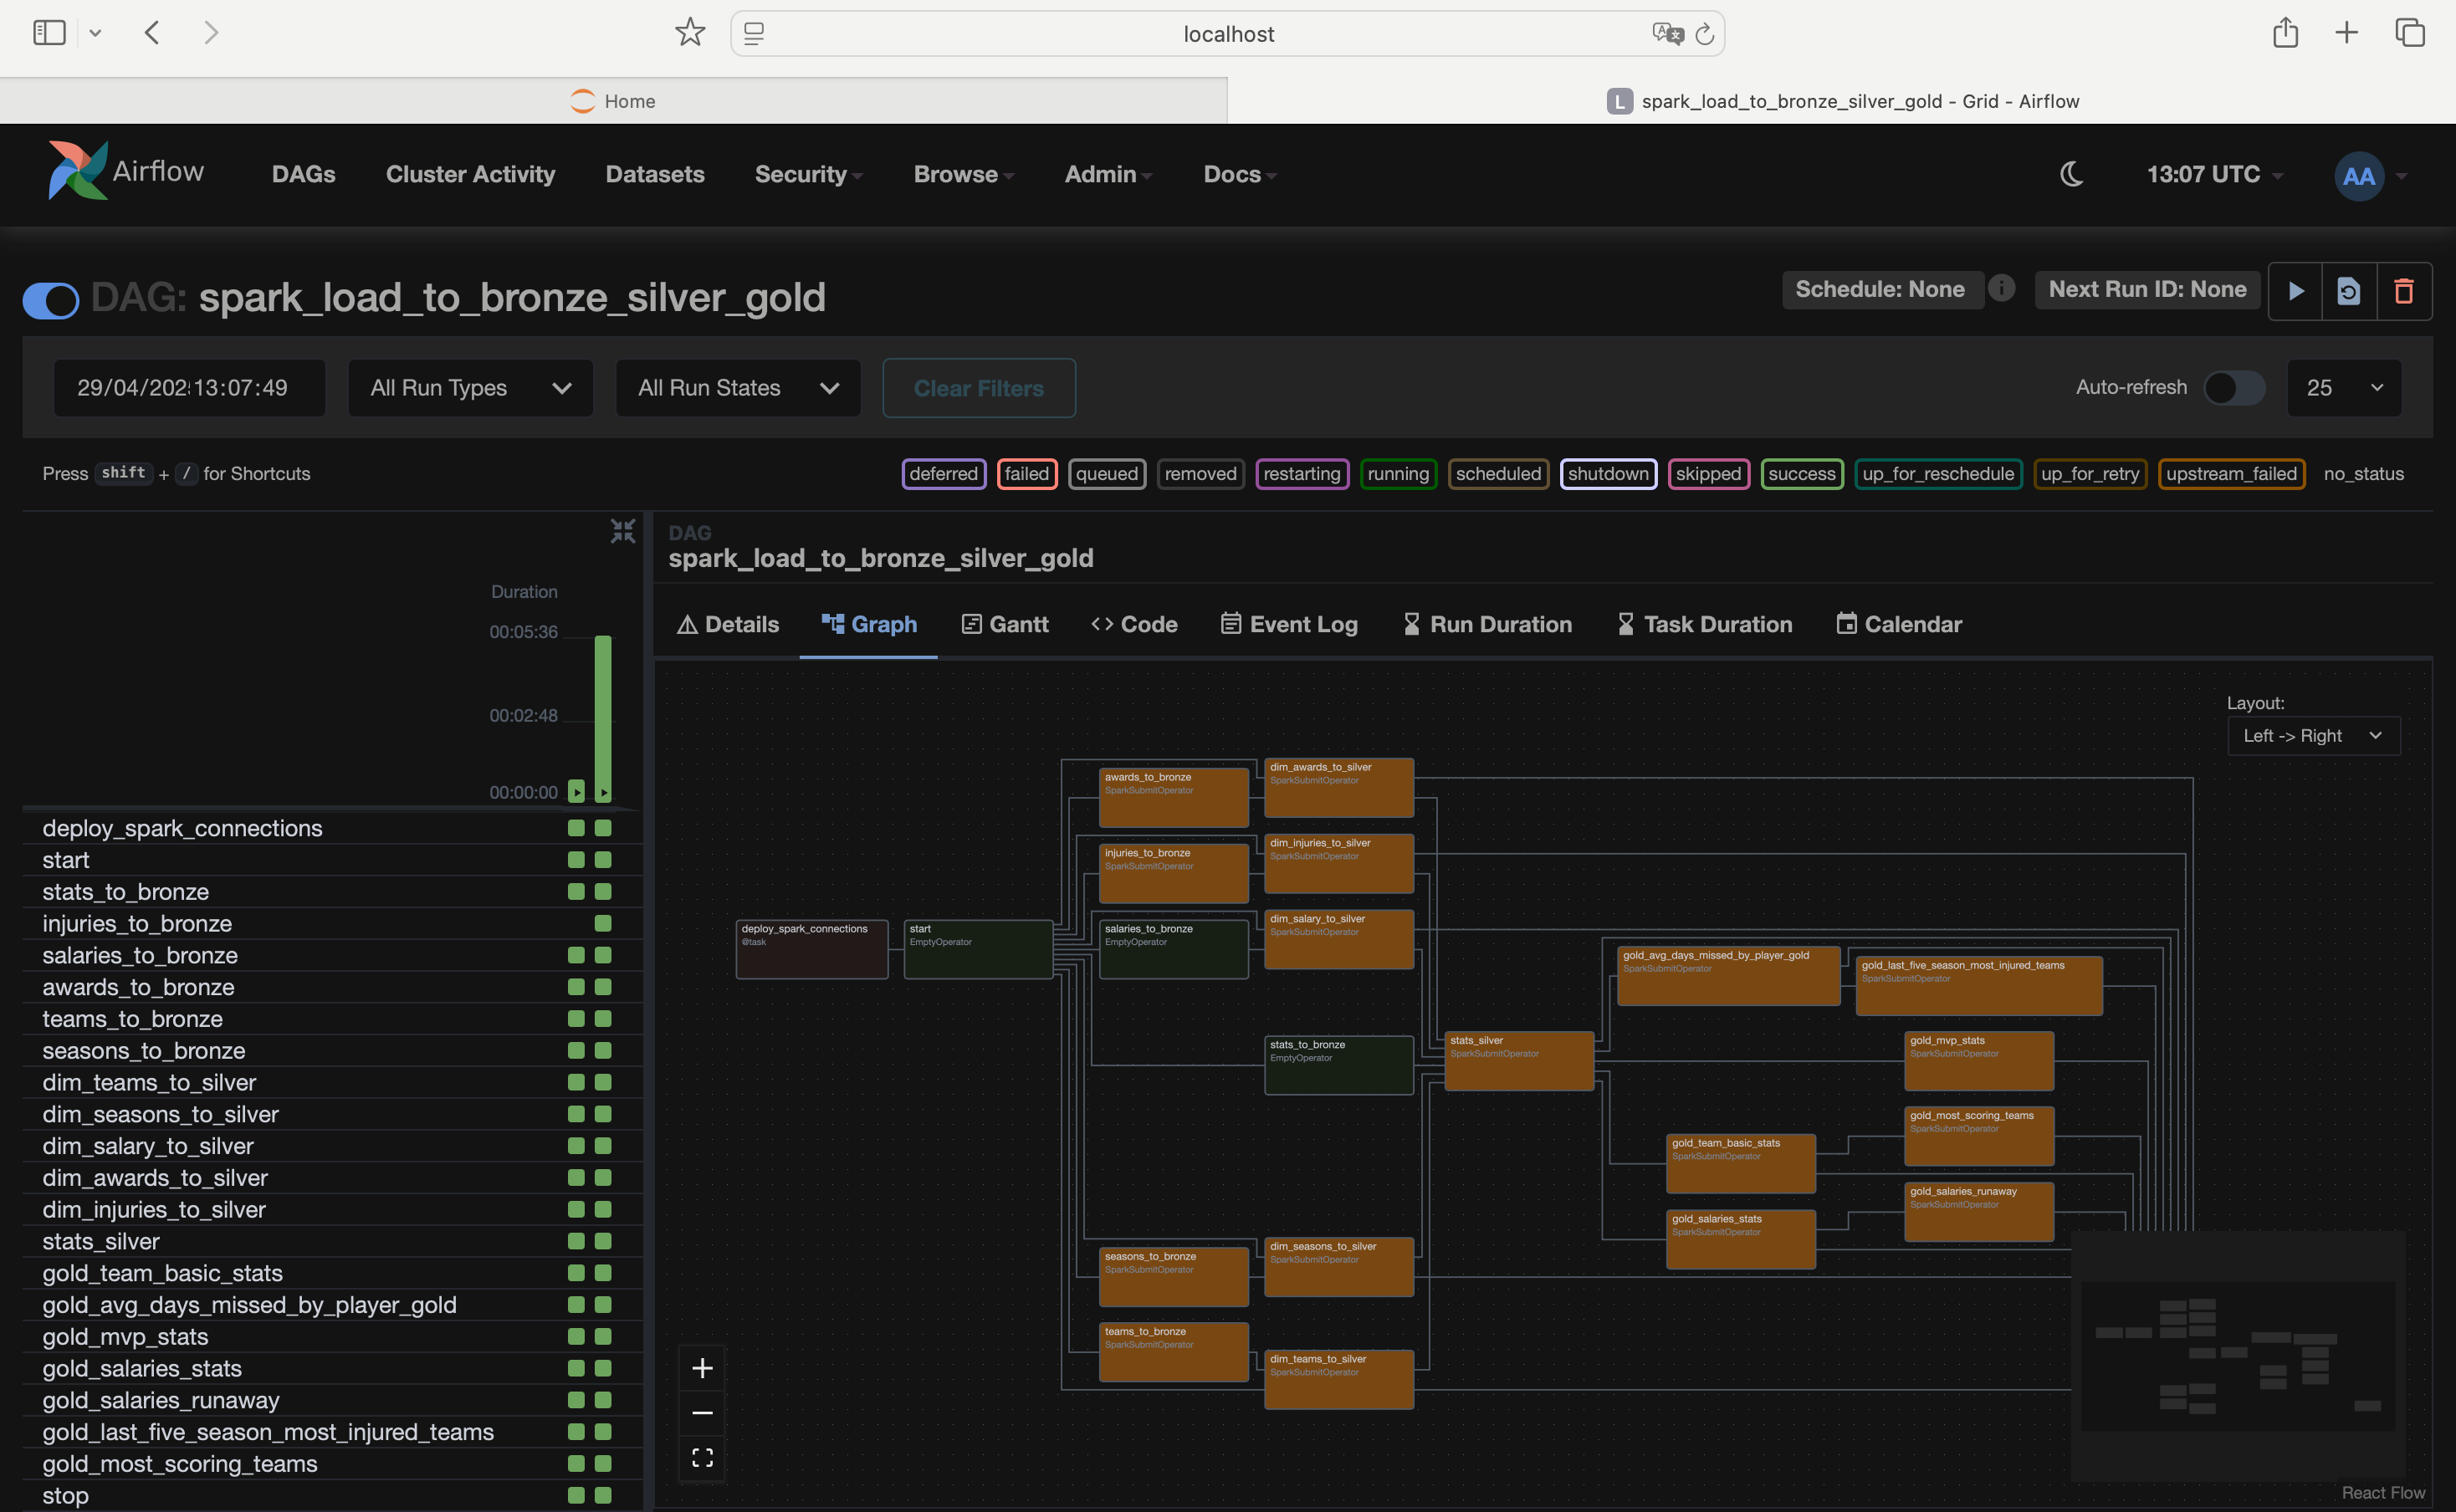 localhost
Home
L spark_load_to_bronze_silver_gold - Grid - Airflow
Airflow DAGs Cluster Activity Datasets Security Browse Admin Docs 13:07 UTC AA
DAG: spark_load_to_bronze_silver_gold
Schedule: None i Next Run ID: None
29/04/202 13:07:49 All Run Types All Run States Clear Filters Auto-refresh 25
Press shift + / for Shortcuts
deferred failed queued removed restarting running scheduled shutdown skipped success up_for_reschedule up_for_retry upstream_failed no_status
Duration
00:05:36
00:02:48
00:00:00
deploy_spark_connections
start
stats_to_bronze
injuries_to_bronze
salaries_to_bronze
awards_to_bronze
teams_to_bronze
seasons_to_bronze
dim_teams_to_silver
dim_seasons_to_silver
dim_salary_to_silver
dim_awards_to_silver
dim_injuries_to_silver
stats_silver
gold_team_basic_stats
gold_avg_days_missed_by_player_gold
gold_mvp_stats
gold_salaries_stats
gold_salaries_runaway
gold_last_five_season_most_injured_teams
gold_most_scoring_teams
stop
DAG
spark_load_to_bronze_silver_gold
Details Graph Gantt Code Event Log Run Duration Task Duration Calendar
Layout:
Left -> Right
deploy_spark_connections
@task
start
EmptyOperator
awards_to_bronze
SparkSubmitOperator
injuries_to_bronze
SparkSubmitOperator
salaries_to_bronze
EmptyOperator
seasons_to_bronze
SparkSubmitOperator
teams_to_bronze
SparkSubmitOperator
dim_awards_to_silver
SparkSubmitOperator
dim_injuries_to_silver
SparkSubmitOperator
dim_salary_to_silver
SparkSubmitOperator
stats_to_bronze
EmptyOperator
dim_seasons_to_silver
SparkSubmitOperator
dim_teams_to_silver
SparkSubmitOperator
stats_silver
SparkSubmitOperator
gold_avg_days_missed_by_player_gold
SparkSubmitOperator
gold_team_basic_stats
SparkSubmitOperator
gold_salaries_stats
SparkSubmitOperator
gold_last_five_season_most_injured_teams
SparkSubmitOperator
gold_mvp_stats
SparkSubmitOperator
gold_most_scoring_teams
SparkSubmitOperator
gold_salaries_runaway
SparkSubmitOperator
React Flow